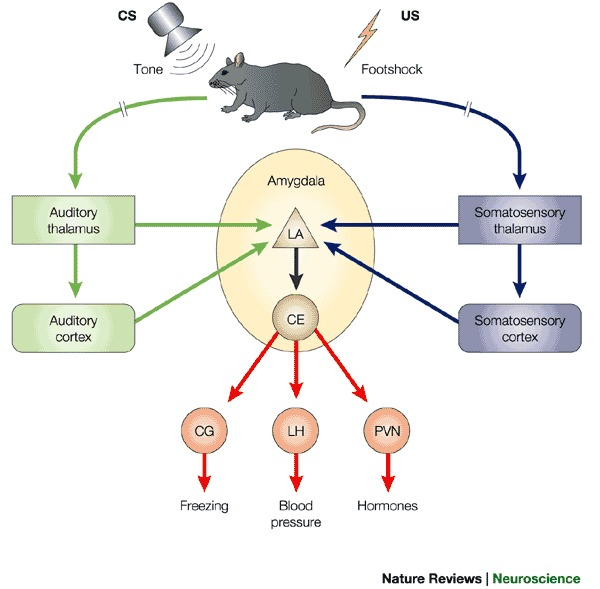 CS
US
Tone
Footshock
Amygdala
Auditory
thalamus
LA
Somatosensory
thalamus
Auditory
cortex
CE
Somatosensory
cortex
CG
LH
PVN
Freezing
Blood
pressure
Hormones
Nature Reviews | Neuroscience